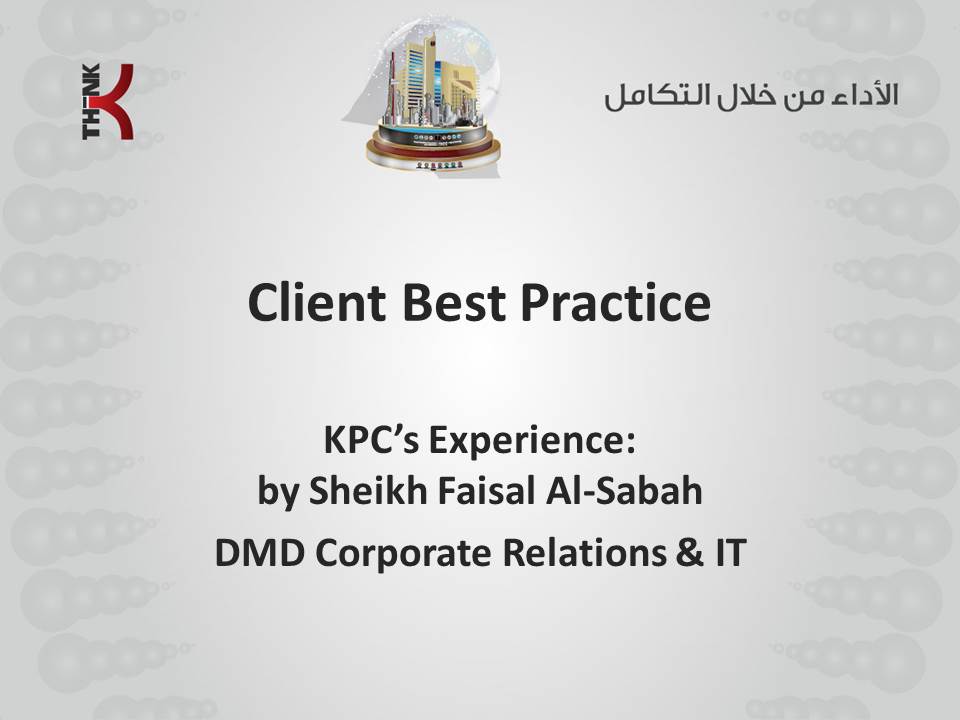 THINK
الأداء من خلال التكامل
Client Best Practice
KPC’s Experience:
by Sheikh Faisal Al-Sabah
DMD Corporate Relations & IT